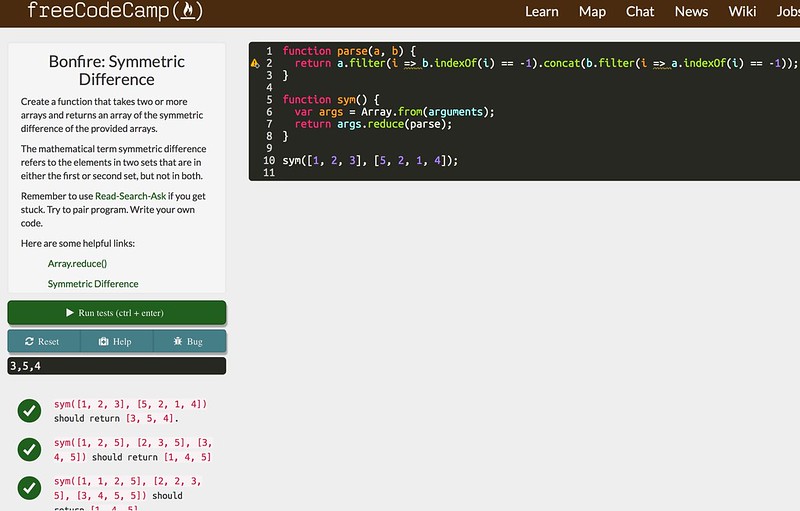 freeCodeCamp( )
Learn Map Chat News Wiki Jobs
Bonfire: Symmetric
Difference
Create a function that takes two or more
arrays and returns an array of the symmetric
difference of the provided arrays.
The mathematical term symmetric difference
refers to the elements in two sets that are in
either the first or second set, but not in both.
Remember to use Read-Search-Ask if you get
stuck. Try to pair program. Write your own
code.
Here are some helpful links:
Array.reduce()
Symmetric Difference
Run tests (ctrl + enter)
Reset Help Bug
3,5,4
sym([1, 2, 3], [5, 2, 1, 4])
should return [3, 5, 4].
sym([1, 2, 5], [2, 3, 5], [3,
4, 5]) should return [1, 4, 5]
sym([1, 1, 2, 5], [2, 2, 3,
5], [3, 4, 5, 5]) should
return [1, 4, 5]
1 function parse(a, b) {
2 return a.filter(i => b.indexOf(i) == -1).concat(b.filter(i => a.indexOf(i) == -1));
3 }
4
5 function sym() {
6 var args = Array.from(arguments);
7 return args.reduce(parse);
8 }
9
10 sym([1, 2, 3], [5, 2, 1, 4]);
11